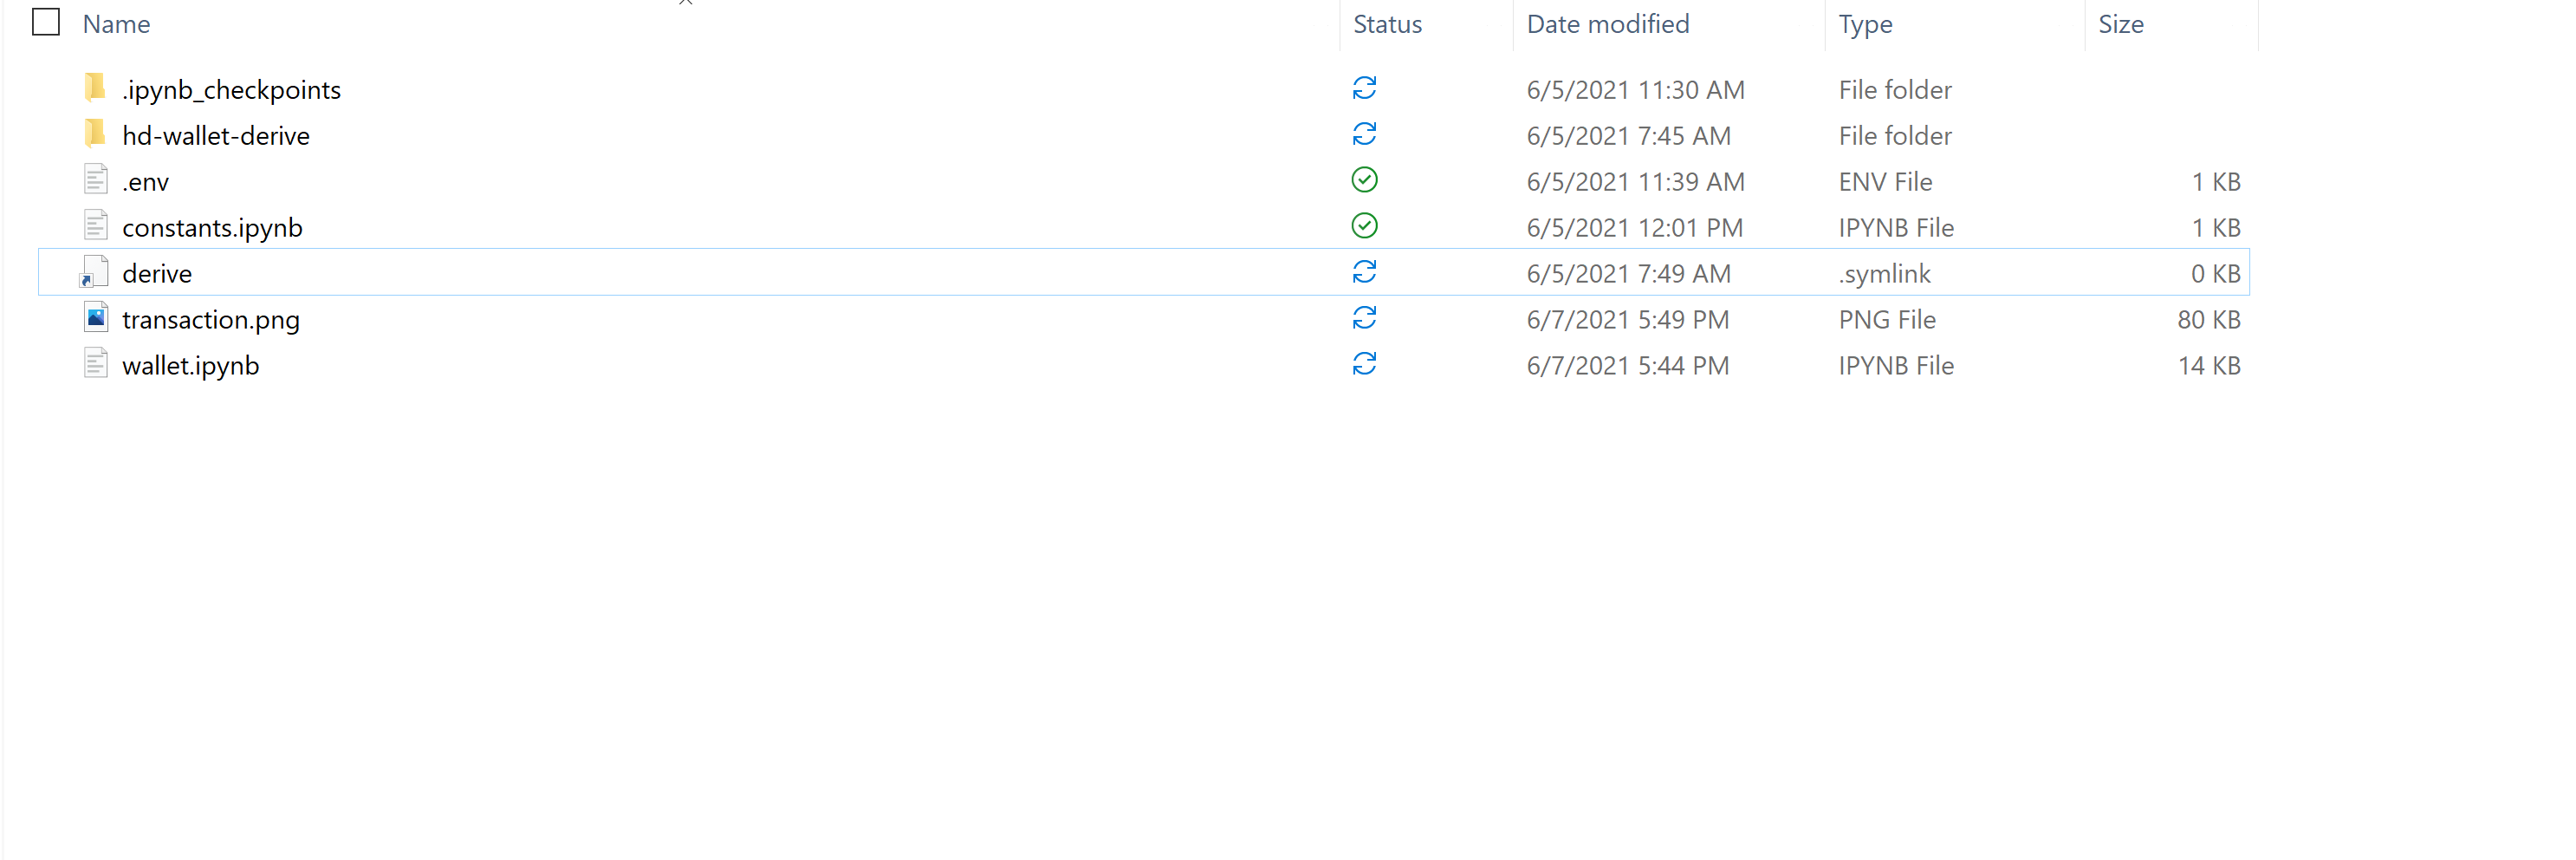 Name Status Date modified Type Size
.ipynb_checkpoints 6/5/2021 11:30 AM File folder
hd-wallet-derive 6/5/2021 7:45 AM File folder
.env 6/5/2021 11:39 AM ENV File 1 KB
constants.ipynb 6/5/2021 12:01 PM IPYNB File 1 KB
derive 6/5/2021 7:49 AM .symlink 0 KB
transaction.png 6/7/2021 5:49 PM PNG File 80 KB
wallet.ipynb 6/7/2021 5:44 PM IPYNB File 14 KB